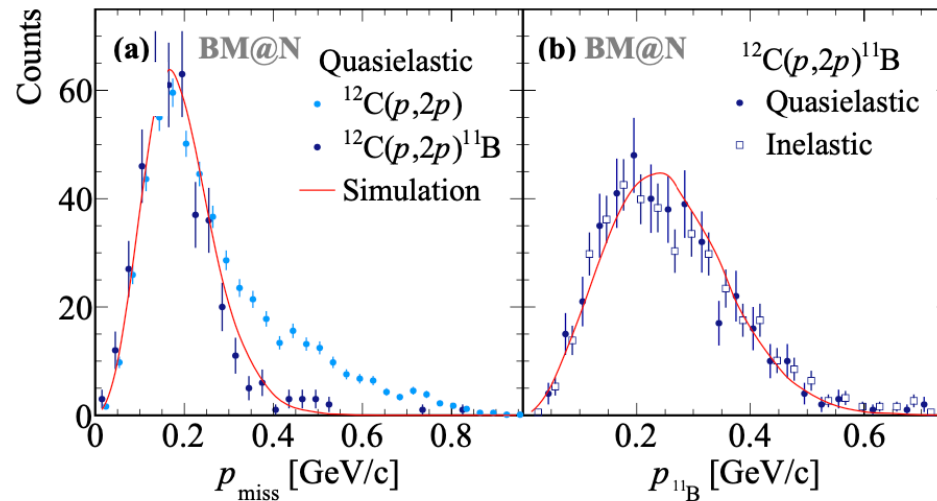 Counts
(a) BM@N
Quasielastic
¹²C(p,2p)
¹²C(p,2p)¹¹B
Simulation
60
40
20
0
0 0.2 0.4 0.6 0.8
p_miss [GeV/c]
(b) BM@N
¹²C(p,2p)¹¹B
Quasielastic
Inelastic
0.2 0.4 0.6
p_¹¹B [GeV/c]